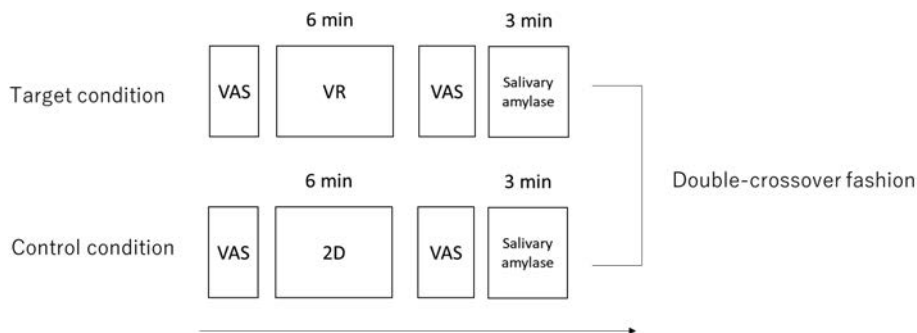 6 min 3 min
Target condition VAS VR VAS Salivary
amylase
Double-crossover fashion
6 min 3 min
Control condition VAS 2D VAS Salivary
amylase